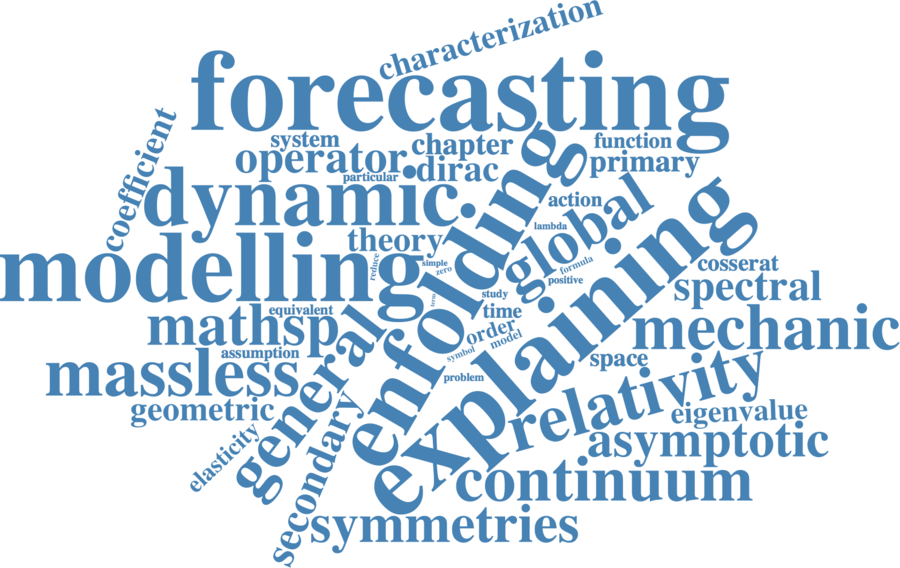 characterization
forecasting
coefficient
system
chapter
function
operator
dirac
primary
particular
dynamic
enfolding
action
global
lambda
theory
modelling
reduce
simple
zero
formula
positive
explaining
cosserat
spectral
term
study
equivalent
time
mathsp
order
model
symbol
mechanic
assumption
space
massless
general
problem
relativity
geometric
eigenvalue
elasticity
secondary
asymptotic
continuum
symmetries